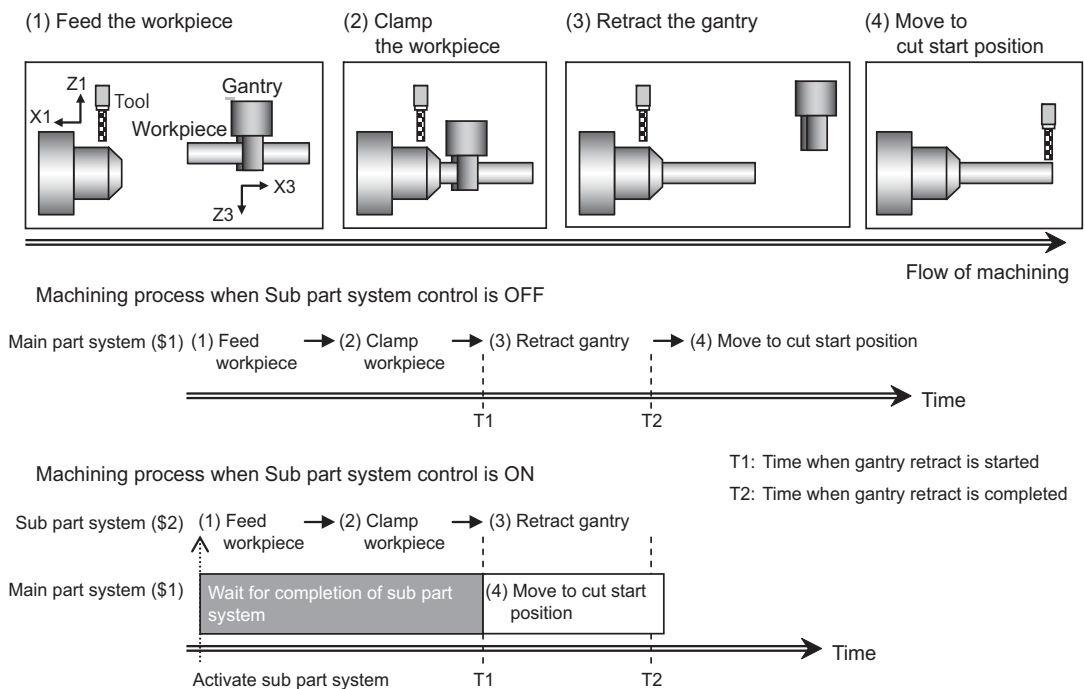 (1) Feed the workpiece
(2) Clamp
the workpiece
(3) Retract the gantry
(4) Move to
cut start position
Z1
X1
Tool
Gantry
Workpiece
X3
Z3
Flow of machining
Machining process when Sub part system control is OFF
Main part system ($1) (1) Feed
workpiece
(2) Clamp
workpiece
(3) Retract gantry
(4) Move to cut start position
Time
T1
T2
Machining process when Sub part system control is ON
T1: Time when gantry retract is started
T2: Time when gantry retract is completed
Sub part system ($2) (1) Feed
workpiece
(2) Clamp
workpiece
(3) Retract gantry
Main part system ($1)
Wait for completion of sub part
system
(4) Move to cut start
position
Time
Activate sub part system
T1
T2